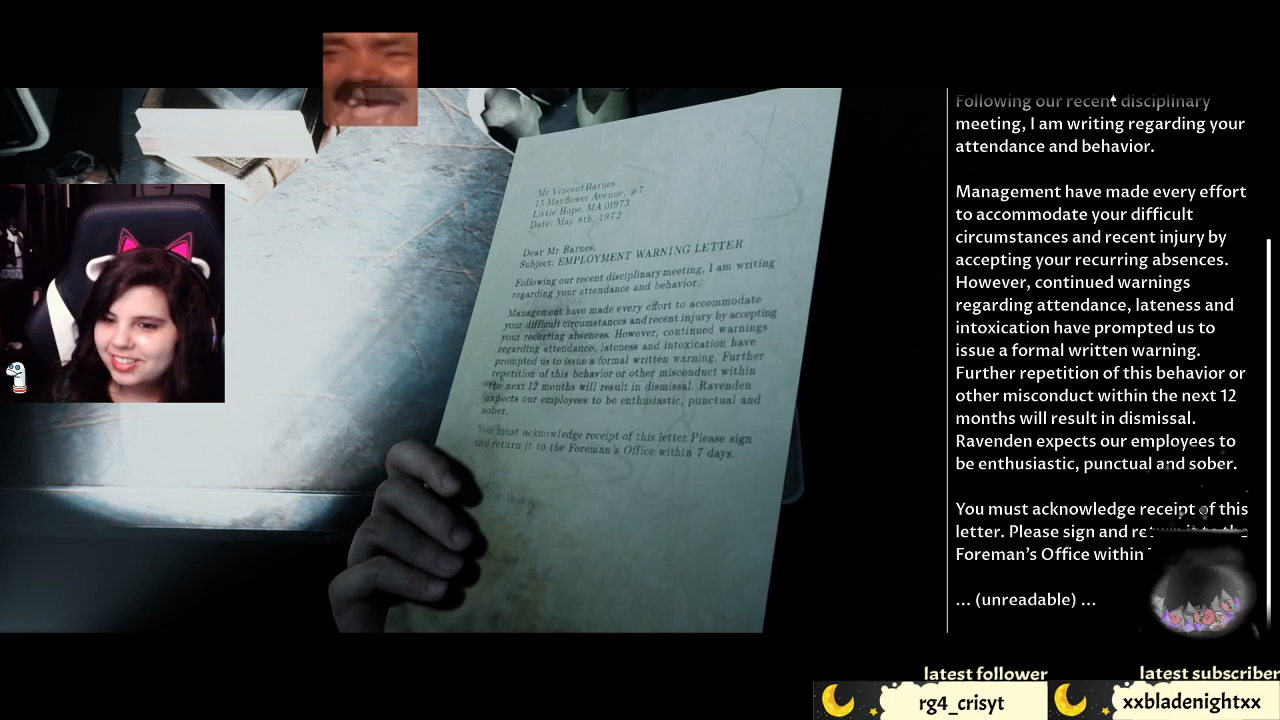 Mr Vincent Barnes
15 Mayflower Avenue, #7
Little Hope, MA 01973
Date: May 8th, 1972
Dear Mr Barnes,
Subject: EMPLOYMENT WARNING LETTER
Following our recent disciplinary meeting, I am writing
regarding your attendance and behavior.
Management have made every effort to accommodate
your difficult circumstances and recent injury by accepting
your recurring absences. However, continued warnings
regarding attendance, lateness and intoxication have
prompted us to issue a formal written warning. Further
repetition of this behavior or other misconduct within
the next 12 months will result in dismissal. Ravenden
expects our employees to be enthusiastic, punctual and
sober.
You must acknowledge receipt of this letter. Please sign
and return it to the Foreman's Office within 7 days.
Following our recent disciplinary
meeting, I am writing regarding your
attendance and behavior.
Management have made every effort
to accommodate your difficult
circumstances and recent injury by
accepting your recurring absences.
However, continued warnings
regarding attendance, lateness and
intoxication have prompted us to
issue a formal written warning.
Further repetition of this behavior or
other misconduct within the next 12
months will result in dismissal.
Ravenden expects our employees to
be enthusiastic, punctual and sober.
You must acknowledge receipt of this
letter. Please sign and return it to the
Foreman's Office within
... (unreadable) ...
latest follower
rg4_crisyt
latest subscriber
xxbladenightxx